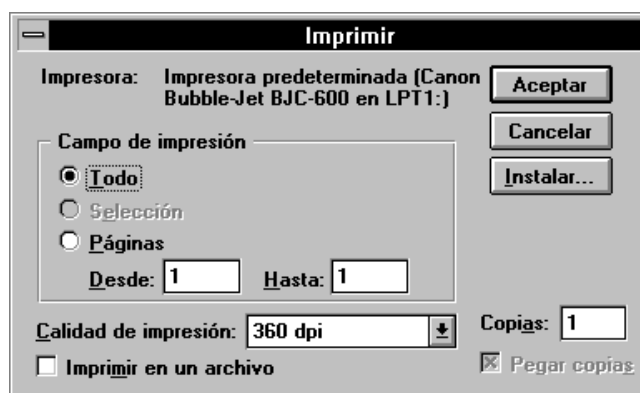 Imprimir
Impresora: Impresora predeterminada (Canon
Bubble-Jet BJC-600 en LPT1:)
Aceptar
Cancelar
Instalar...
Campo de impresión
Todo
Selección
Páginas
Desde: 1 Hasta: 1
Calidad de impresión: 360 dpi
Copias: 1
Imprimir en un archivo
Pegar copias